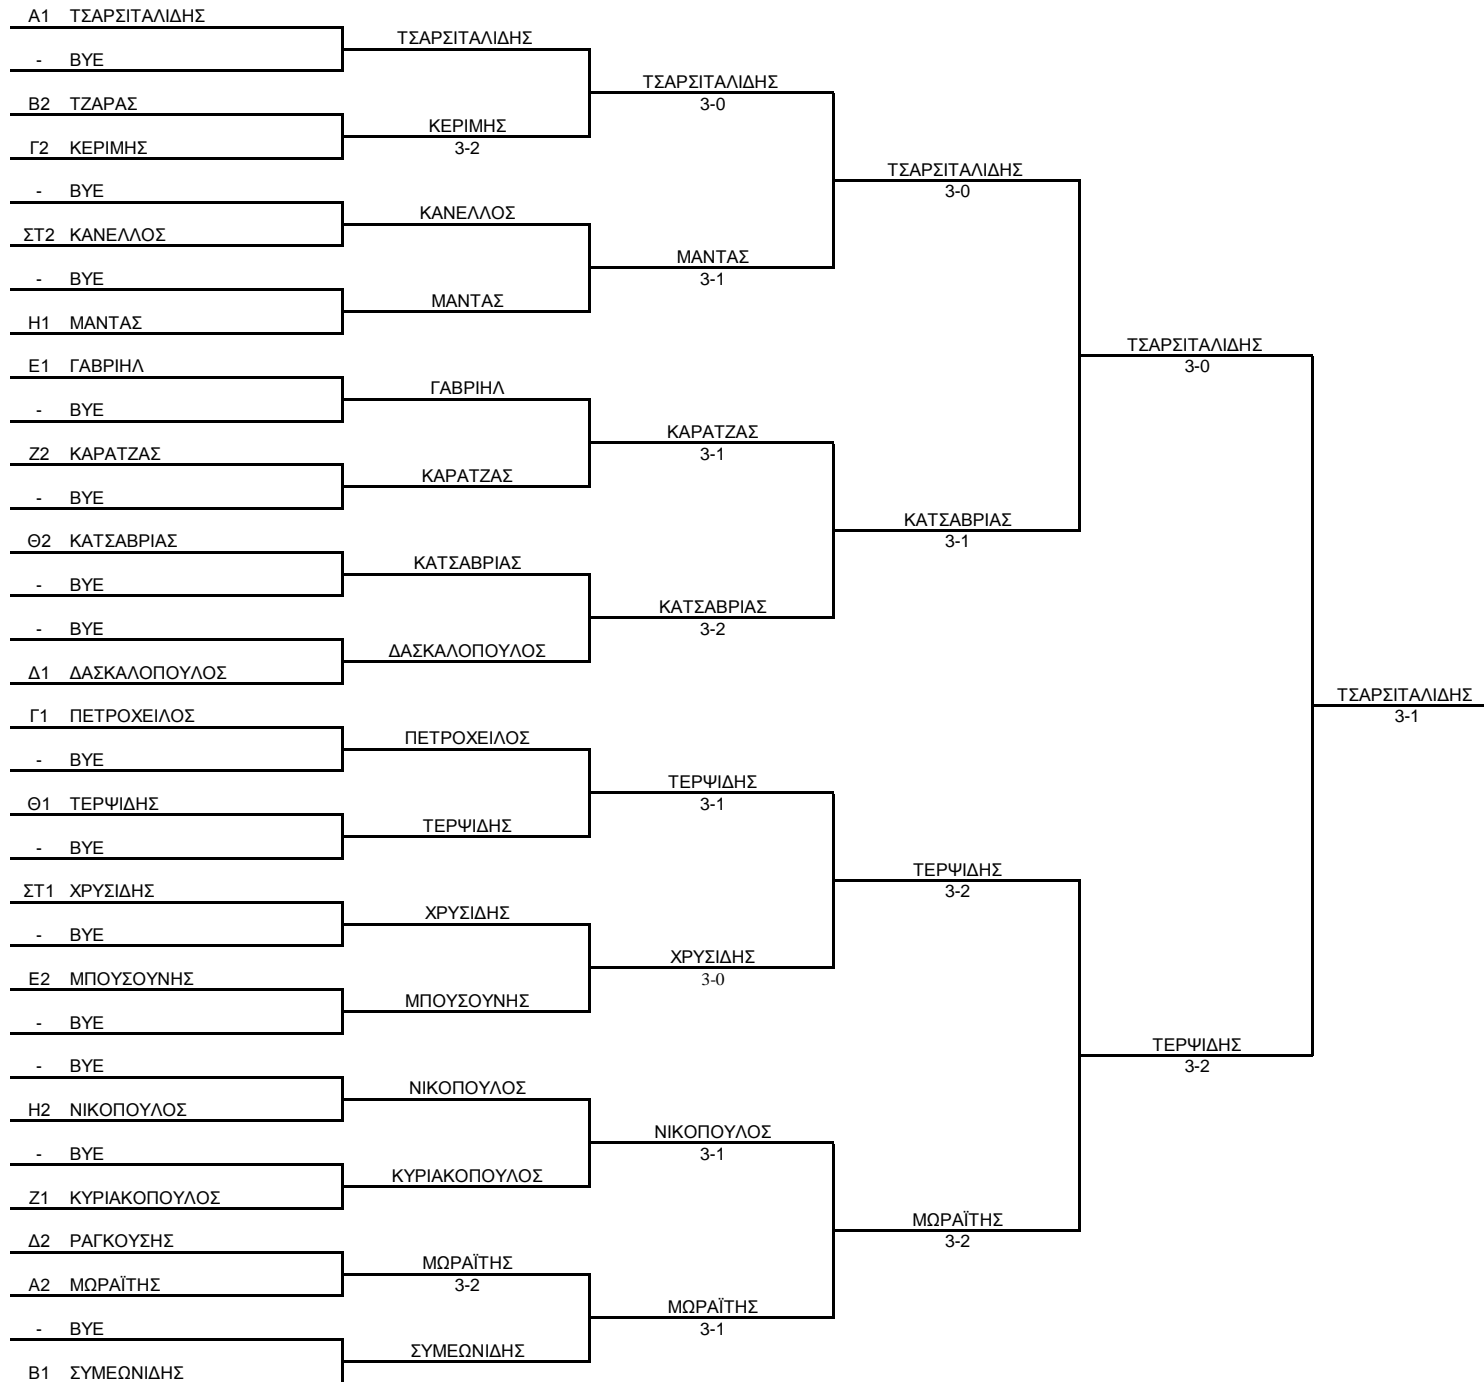 Α1 ΤΣΑΡΣΙΤΑΛΙΔΗΣ
- BYE
Β2 ΤΖΑΡΑΣ
Γ2 ΚΕΡΙΜΗΣ
- BYE
ΣΤ2 ΚΑΝΕΛΛΟΣ
- BYE
Η1 ΜΑΝΤΑΣ
Ε1 ΓΑΒΡΙΗΛ
- BYE
Ζ2 ΚΑΡΑΤΖΑΣ
- BYE
Θ2 ΚΑΤΣΑΒΡΙΑΣ
- BYE
- BYE
Δ1 ΔΑΣΚΑΛΟΠΟΥΛΟΣ
Γ1 ΠΕΤΡΟΧΕΙΛΟΣ
- BYE
Θ1 ΤΕΡΨΙΔΗΣ
- BYE
ΣΤ1 ΧΡΥΣΙΔΗΣ
- BYE
Ε2 ΜΠΟΥΣΟΥΝΗΣ
- BYE
- BYE
Η2 ΝΙΚΟΠΟΥΛΟΣ
- BYE
Ζ1 ΚΥΡΙΑΚΟΠΟΥΛΟΣ
Δ2 ΡΑΓΚΟΥΣΗΣ
Α2 ΜΩΡΑΪΤΗΣ
- BYE
Β1 ΣΥΜΕΩΝΙΔΗΣ
ΤΣΑΡΣΙΤΑΛΙΔΗΣ
ΚΕΡΙΜΗΣ
3-2
ΚΑΝΕΛΛΟΣ
ΜΑΝΤΑΣ
ΓΑΒΡΙΗΛ
ΚΑΡΑΤΖΑΣ
ΚΑΤΣΑΒΡΙΑΣ
ΔΑΣΚΑΛΟΠΟΥΛΟΣ
ΠΕΤΡΟΧΕΙΛΟΣ
ΤΕΡΨΙΔΗΣ
ΧΡΥΣΙΔΗΣ
ΜΠΟΥΣΟΥΝΗΣ
ΝΙΚΟΠΟΥΛΟΣ
ΚΥΡΙΑΚΟΠΟΥΛΟΣ
ΜΩΡΑΪΤΗΣ
3-2
ΣΥΜΕΩΝΙΔΗΣ
ΤΣΑΡΣΙΤΑΛΙΔΗΣ
3-0
ΜΑΝΤΑΣ
3-1
ΚΑΡΑΤΖΑΣ
3-1
ΚΑΤΣΑΒΡΙΑΣ
3-2
ΤΕΡΨΙΔΗΣ
3-1
ΧΡΥΣΙΔΗΣ
3-0
ΝΙΚΟΠΟΥΛΟΣ
3-1
ΜΩΡΑΪΤΗΣ
3-1
ΤΣΑΡΣΙΤΑΛΙΔΗΣ
3-0
ΚΑΤΣΑΒΡΙΑΣ
3-1
ΤΕΡΨΙΔΗΣ
3-2
ΜΩΡΑΪΤΗΣ
3-2
ΤΣΑΡΣΙΤΑΛΙΔΗΣ
3-0
ΤΕΡΨΙΔΗΣ
3-2
ΤΣΑΡΣΙΤΑΛΙΔΗΣ
3-1